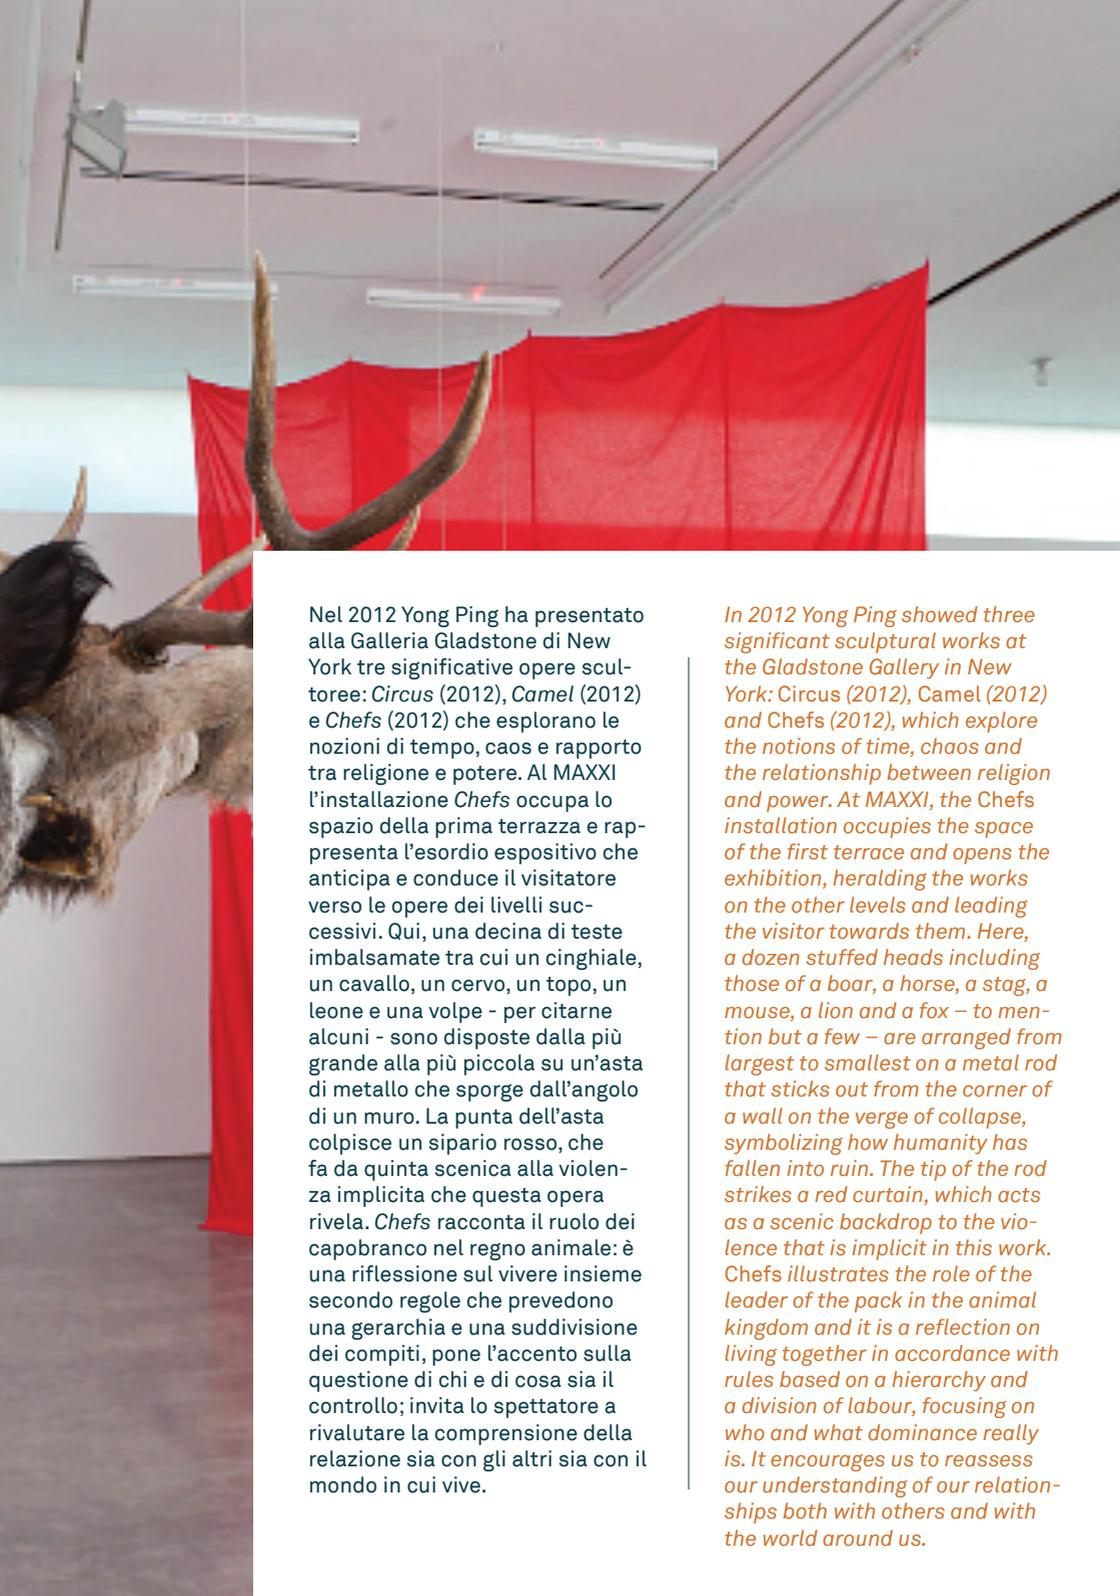 Nel 2012 Yong Ping ha presentato
alla Galleria Gladstone di New
York tre significative opere scul-
toree: Circus (2012), Camel (2012)
e Chefs (2012) che esplorano le
nozioni di tempo, caos e rapporto
tra religione e potere. Al MAXXI
l'installazione Chefs occupa lo
spazio della prima terrazza e rap-
presenta l'esordio espositivo che
anticipa e conduce il visitatore
verso le opere dei livelli suc-
cessivi. Qui, una decina di teste
imbalsamate tra cui un cinghiale,
un cavallo, un cervo, un topo, un
leone e una volpe - per citarne
alcuni - sono disposte dalla più
grande alla più piccola su un'asta
di metallo che sporge dall'angolo
di un muro. La punta dell'asta
colpisce un sipario rosso, che
fa da quinta scenica alla violen-
za implicita che questa opera
rivela. Chefs racconta il ruolo dei
capobranco nel regno animale: è
una riflessione sul vivere insieme
secondo regole che prevedono
una gerarchia e una suddivisione
dei compiti, pone l'accento sulla
questione di chi e di cosa sia il
controllo; invita lo spettatore a
rivalutare la comprensione della
relazione sia con gli altri sia con il
mondo in cui vive.
In 2012 Yong Ping showed three
significant sculptural works at
the Gladstone Gallery in New
York: Circus (2012), Camel (2012)
and Chefs (2012), which explore
the notions of time, chaos and
the relationship between religion
and power. At MAXXI, the Chefs
installation occupies the space
of the first terrace and opens the
exhibition, heralding the works
on the other levels and leading
the visitor towards them. Here,
a dozen stuffed heads including
those of a boar, a horse, a stag, a
mouse, a lion and a fox – to men-
tion but a few – are arranged from
largest to smallest on a metal rod
that sticks out from the corner of
a wall on the verge of collapse,
symbolizing how humanity has
fallen into ruin. The tip of the rod
strikes a red curtain, which acts
as a scenic backdrop to the vio-
lence that is implicit in this work.
Chefs illustrates the role of the
leader of the pack in the animal
kingdom and it is a reflection on
living together in accordance with
rules based on a hierarchy and
a division of labour, focusing on
who and what dominance really
is. It encourages us to reassess
our understanding of our relation-
ships both with others and with
the world around us.